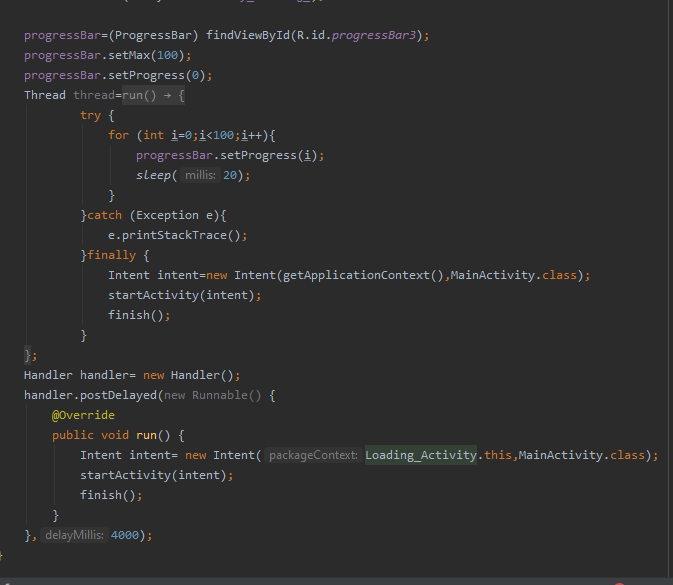 progressBar=(ProgressBar) findViewById(R.id.progressBar3);
progressBar.setMax(100);
progressBar.setProgress(0);
Thread thread=run() → {
try {
for (int i=0;i<100;i++){
progressBar.setProgress(i);
sleep( millis: 20);
}
}catch (Exception e){
e.printStackTrace();
}finally {
Intent intent=new Intent(getApplicationContext(),MainActivity.class);
startActivity(intent);
finish();
}
};
Handler handler= new Handler();
handler.postDelayed(new Runnable() {
@Override
public void run() {
Intent intent= new Intent( packageContext: Loading_Activity.this,MainActivity.class);
startActivity(intent);
finish();
}
}, delayMillis: 4000);
}